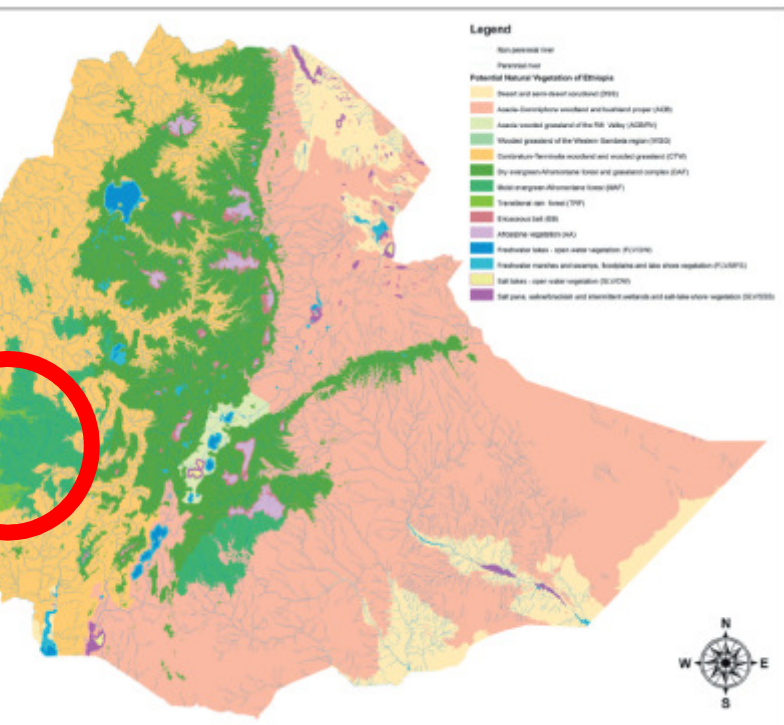 Legend
Non perennial river
Perennial river
Potential Natural Vegetation of Ethiopia
Desert and semi-desert scrubland (DSS)
Acacia-Commiphora woodland and bushland proper (ACB)
Acacia wooded grassland of the Rift Valley (ACB/RV)
Wooded grassland of the Western Gambela region (WGG)
Combretum-Terminalia woodland and wooded grassland (CTW)
Dry evergreen Afromontane forest and grassland complex (DAF)
Moist evergreen Afromontane forest (MAF)
Transitional rain forest (TRF)
Ericaceous belt (EB)
Afroalpine vegetation (AA)
Freshwater lakes - open water vegetation (FLV/OW)
Freshwater marshes and swamps, floodplains and lake shore vegetation (FLV/MFS)
Salt lakes - open water vegetation (SLV/OW)
Salt pans, saline/brackish and intermittent wetlands and salt-lake shore vegetation (SLV/SSS)
N
W
E
S